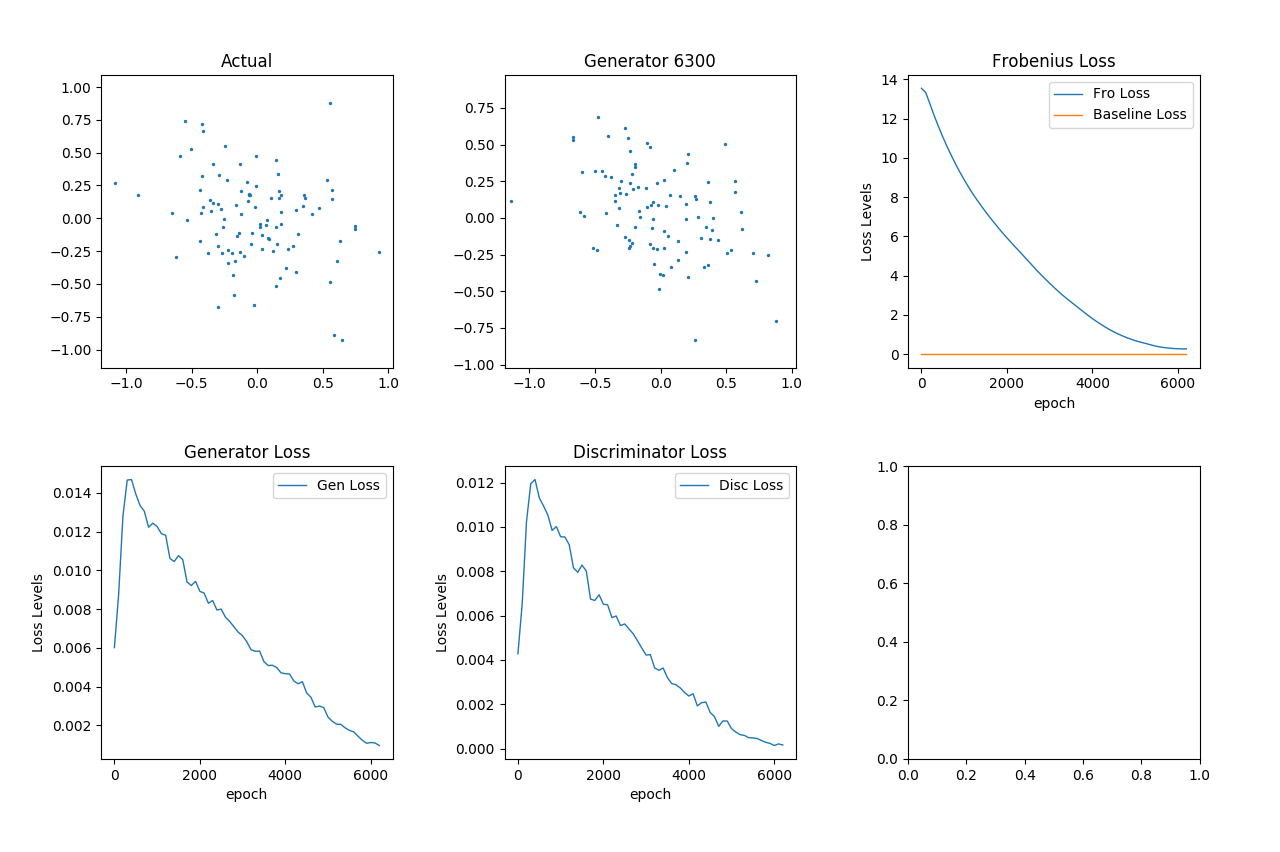 Actual
1.00
0.75
0.50
0.25
0.00
−0.25
−0.50
−0.75
−1.00
−1.0 −0.5 0.0 0.5 1.0
Generator 6300
0.75
0.50
0.25
0.00
−0.25
−0.50
−0.75
−1.00
−1.0 −0.5 0.0 0.5 1.0
Frobenius Loss
Fro Loss
Baseline Loss
Loss Levels
14
12
10
8
6
4
2
0
0 2000 4000 6000
epoch
Generator Loss
Gen Loss
Loss Levels
0.014
0.012
0.010
0.008
0.006
0.004
0.002
0 2000 4000 6000
epoch
Discriminator Loss
Disc Loss
Loss Levels
0.012
0.010
0.008
0.006
0.004
0.002
0.000
0 2000 4000 6000
epoch
1.0
0.8
0.6
0.4
0.2
0.0
0.0 0.2 0.4 0.6 0.8 1.0